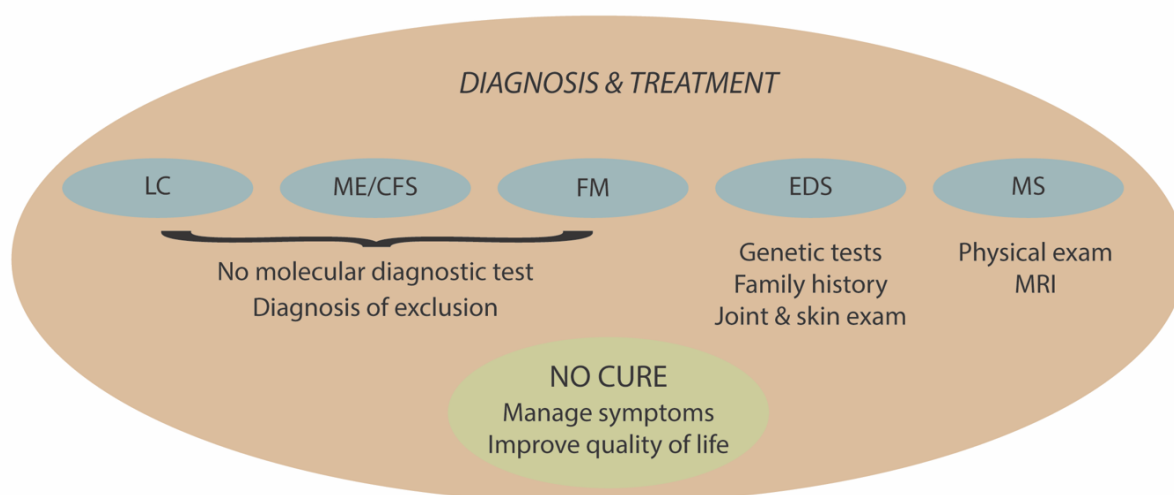 DIAGNOSIS & TREATMENT
LC
ME/CFS
FM
EDS
MS
No molecular diagnostic test
Diagnosis of exclusion
Genetic tests
Family history
Joint & skin exam
Physical exam
MRI
NO CURE
Manage symptoms
Improve quality of life